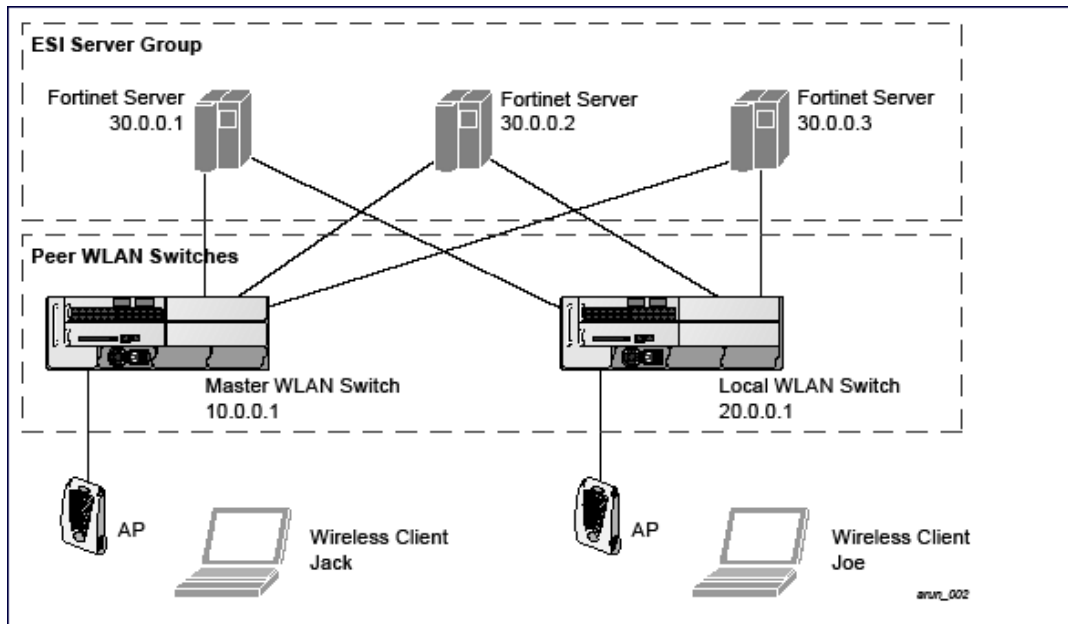 ESI Server Group
Fortinet Server
30.0.0.1
Fortinet Server
30.0.0.2
Fortinet Server
30.0.0.3
Peer WLAN Switches
Master WLAN Switch
10.0.0.1
Local WLAN Switch
20.0.0.1
AP
Wireless Client
Jack
AP
Wireless Client
Joe
arun_002